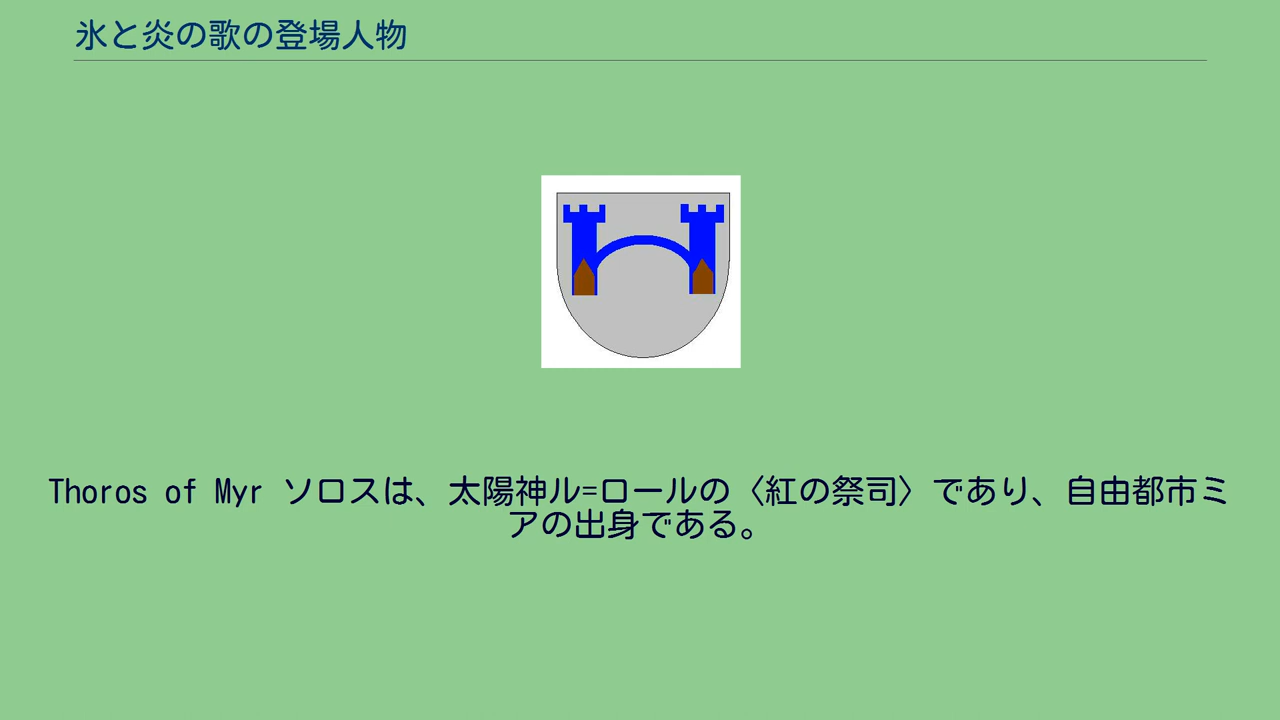 氷と炎の歌の登場人物
Thoros of Myr ソロスは、太陽神ル=ロールの〈紅の祭司〉であり、自由都市ミ
アの出身である。